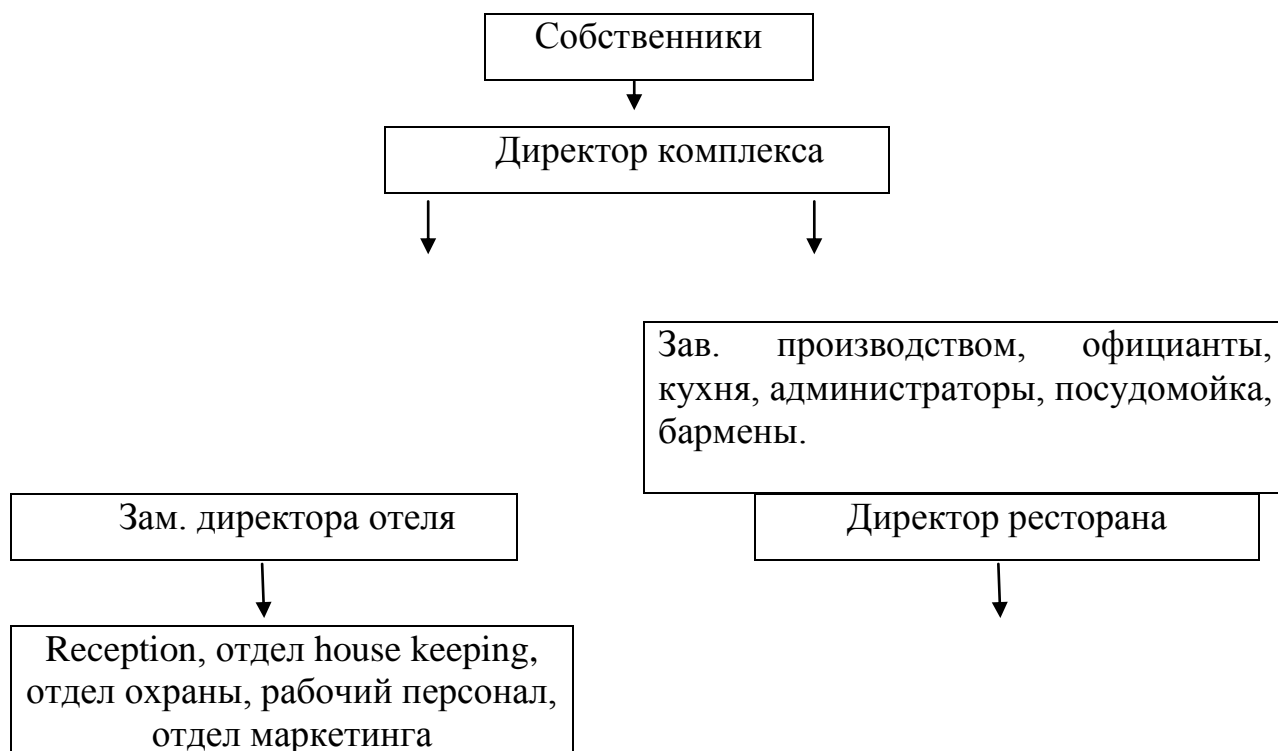 Собственники
Директор комплекса
Зав. производством, официанты,
кухня, администраторы, посудомойка,
бармены.
Зам. директора отеля
Директор ресторана
Reception, отдел house keeping,
отдел охраны, рабочий персонал,
отдел маркетинга